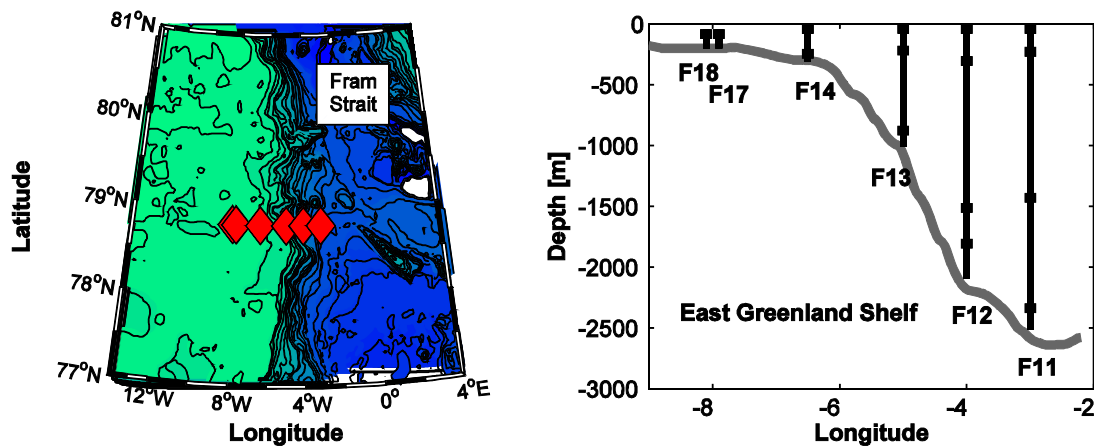 81°N
80°N
79°N
78°N
77°N
Latitude
Fram
Strait
12°W
8°W
4°W
0°
4°E
Longitude
0
-500
-1000
-1500
-2000
-2500
-3000
Depth [m]
F18
F17
F14
F13
F12
F11
East Greenland Shelf
-8
-6
-4
-2
Longitude